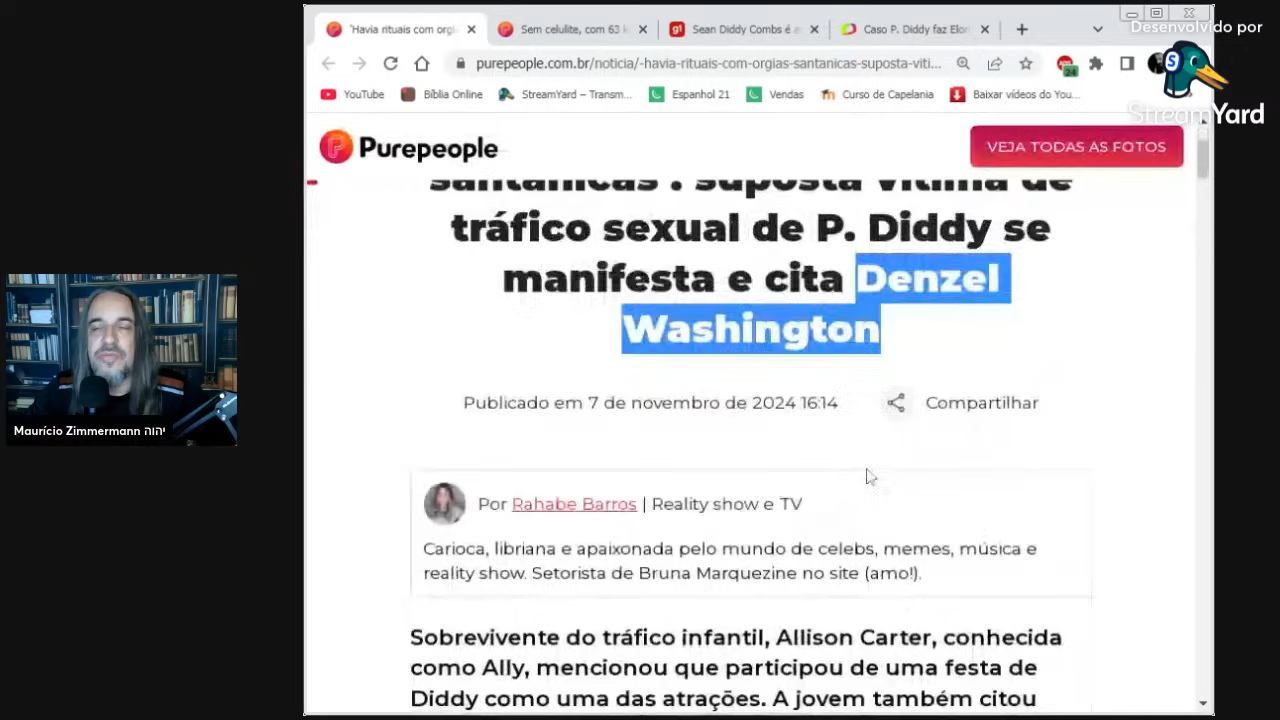 'Havia rituais com orgi
Sem celulite, com 63
Sean Diddy Combs é
Caso P. Diddy faz Elon
Desenvolvido por
purepeople.com.br/noticia/-havia-rituais-com-orgias-santanicas-suposta-viti...
24
YouTube
Bíblia Online
StreamYard – Transm...
Espanhol 21
Vendas
Curso de Capelania
Baixar vídeos do You...
StreamYard
Purepeople
VEJA TODAS AS FOTOS
santânicas'. suposta vítima de
tráfico sexual de P. Diddy se
manifesta e cita Denzel
Washington
Publicado em 7 de novembro de 2024 16:14
Compartilhar
Maurício Zimmermann יהוה
Por Rahabe Barros | Reality show e TV
Carioca, libriana e apaixonada pelo mundo de celebs, memes, música e
reality show. Setorista de Bruna Marquezine no site (amo!).
Sobrevivente do tráfico infantil, Allison Carter, conhecida
como Ally, mencionou que participou de uma festa de
Diddy como uma das atrações. A jovem também citou